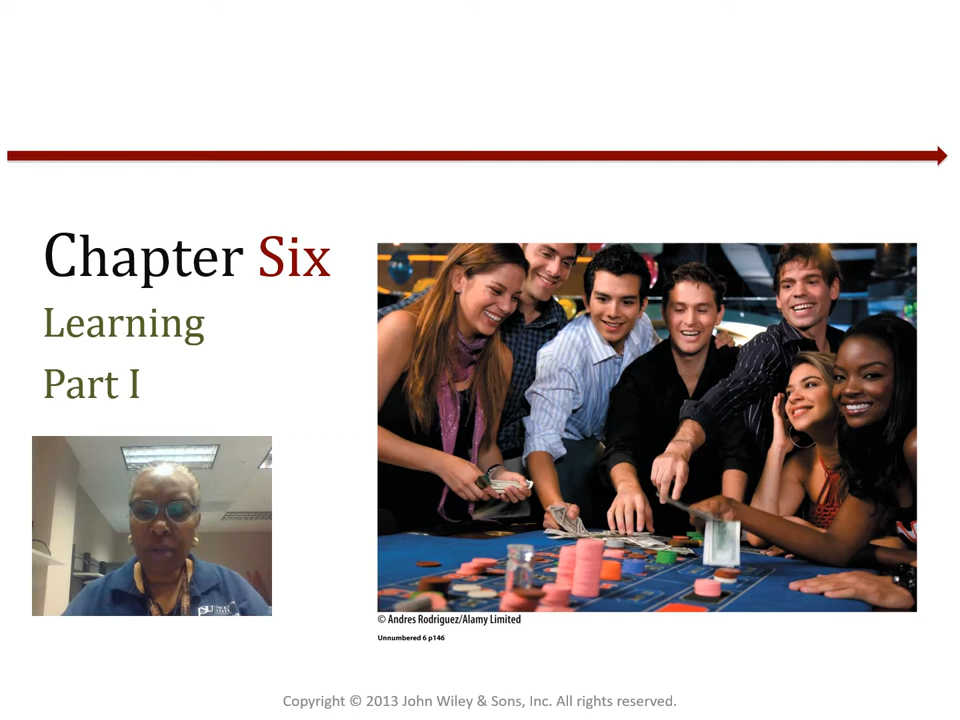 Chapter Six
Learning
Part I
© Andres Rodriguez/Alamy Limited
Unnumbered 6 p146
Copyright © 2013 John Wiley & Sons, Inc. All rights reserved.